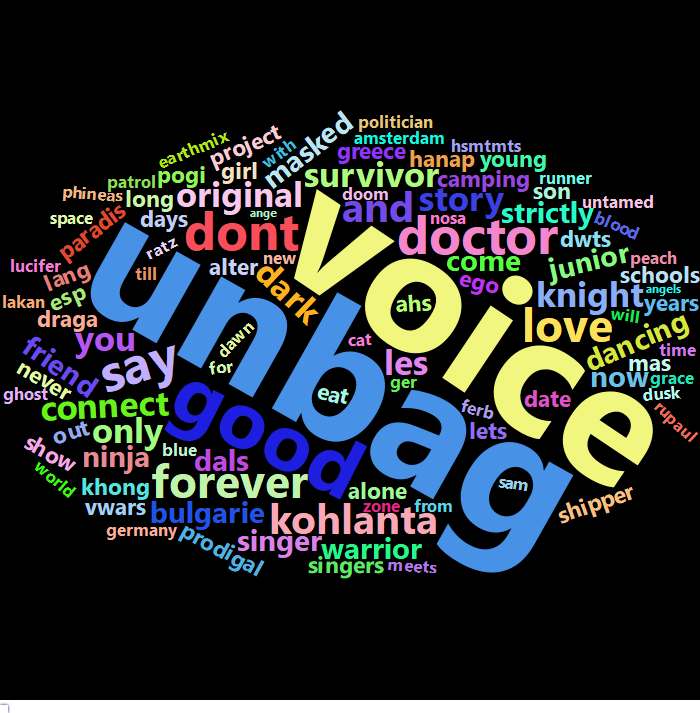 politician
amsterdam
earthmix
project
with
masked
greece
hsmtmts
hanap
young
patrol
pogi
girl
survivor
camping
runner
phineas
long
original
doom
son
untamed
space
days
ange
and
story
strictly
blood
paradis
ratz
dont
voice
nosa
doctor
dwts
lucifer
lang
till
alter
new
come
junior
peach
schools
esp
dark
ego
knight
angels
lakan
draga
unbag
ahs
love
will
years
you
dawn
cat
dancing
time
friend
say
for
les
now
mas
grace
never
ger
ghost
good
eat
date
dusk
connect
ferb
rupaul
out
only
lets
show
ninja
blue
dals
world
khong
forever
alone
sam
shipper
vwars
zone
from
bulgarie
kohlanta
germany
prodigal
singer
warrior
singers
meets